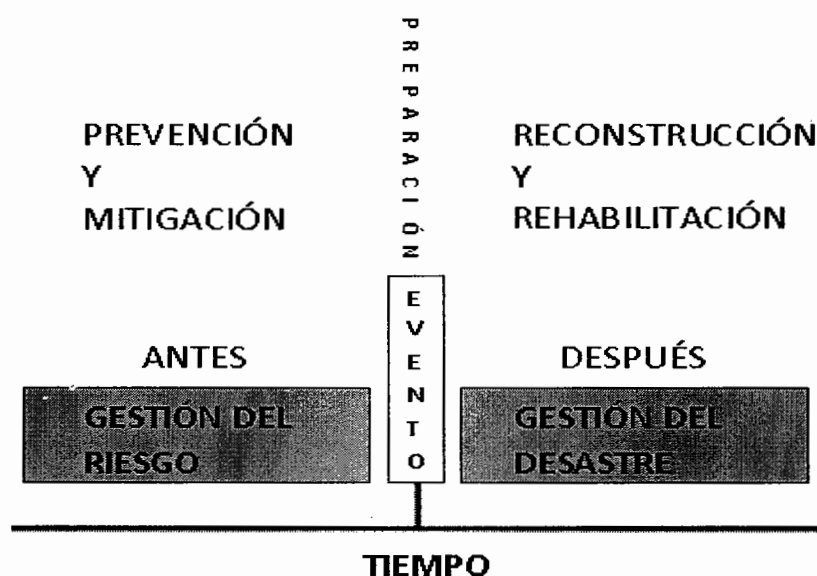 PREPARACIÓN
PREVENCIÓN
Y
MITIGACIÓN
RECONSTRUCCIÓN
Y
REHABILITACIÓN
EVENTO
ANTES
DESPUÉS
GESTIÓN DEL
RIESGO
GESTIÓN DEL
DESASTRE
TIEMPO